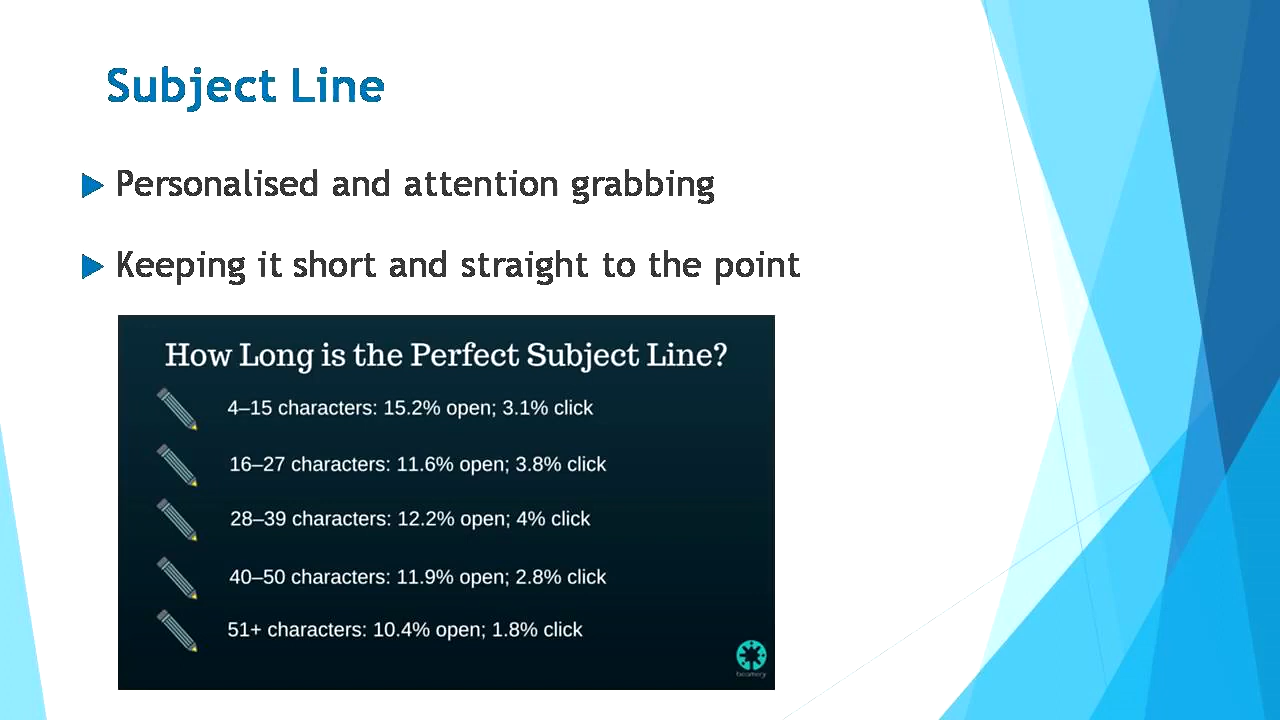 Subject Line
Personalised and attention grabbing
Keeping it short and straight to the point
How Long is the Perfect Subject Line?
4–15 characters: 15.2% open; 3.1% click
16–27 characters: 11.6% open; 3.8% click
28–39 characters: 12.2% open; 4% click
40–50 characters: 11.9% open; 2.8% click
51+ characters: 10.4% open; 1.8% click
beamery